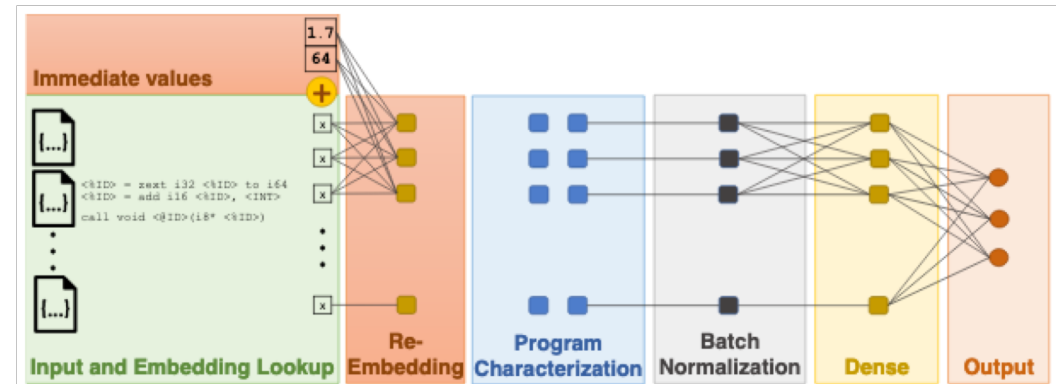 1.7
64
Immediate values
+
{...}
x
x
{...}
<%ID> = zext i32 <%ID> to i64
<%ID> = add i16 <%ID>, <INT>
x
call void <@ID>(i8* <%ID>)
{...}
x
Input and Embedding Lookup
Re-
Embedding
Program
Characterization
Batch
Normalization
Dense
Output